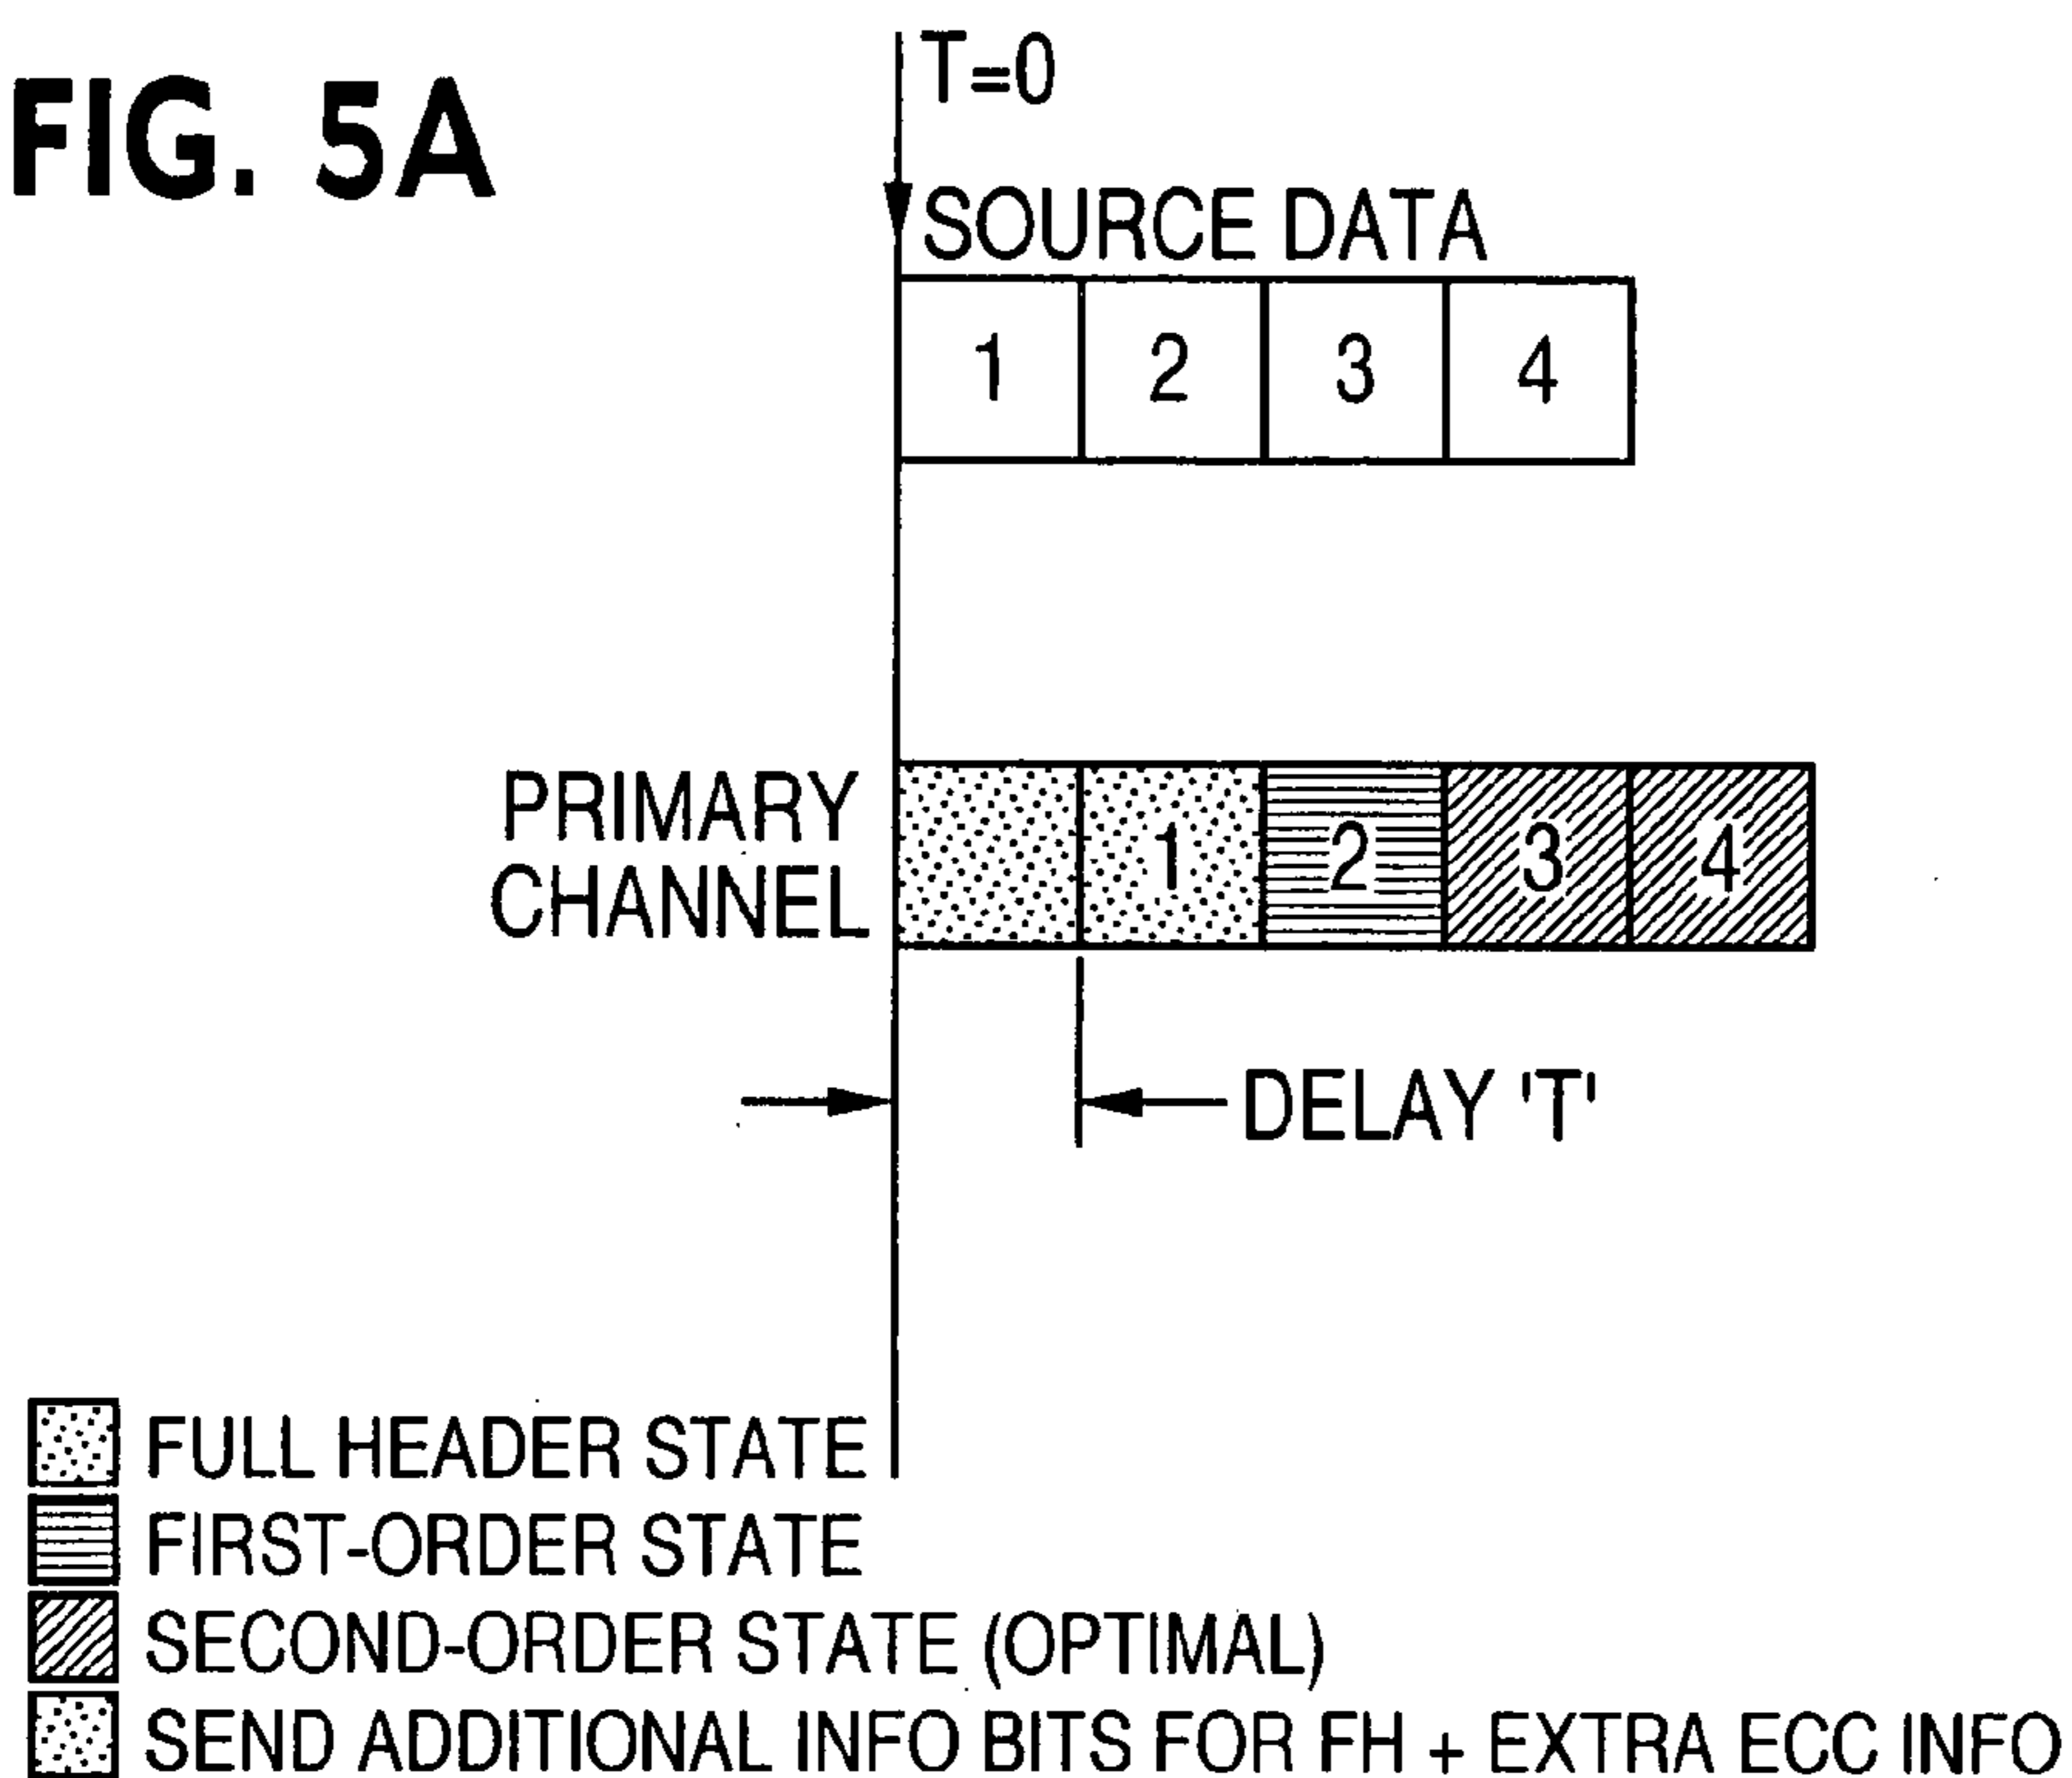 FIG. 5A
T=0
SOURCE DATA
1 2 3 4
PRIMARY
CHANNEL
1 2 3 4
DELAY 'T'
FULL HEADER STATE
FIRST-ORDER STATE
SECOND-ORDER STATE (OPTIMAL)
SEND ADDITIONAL INFO BITS FOR FH + EXTRA ECC INFO